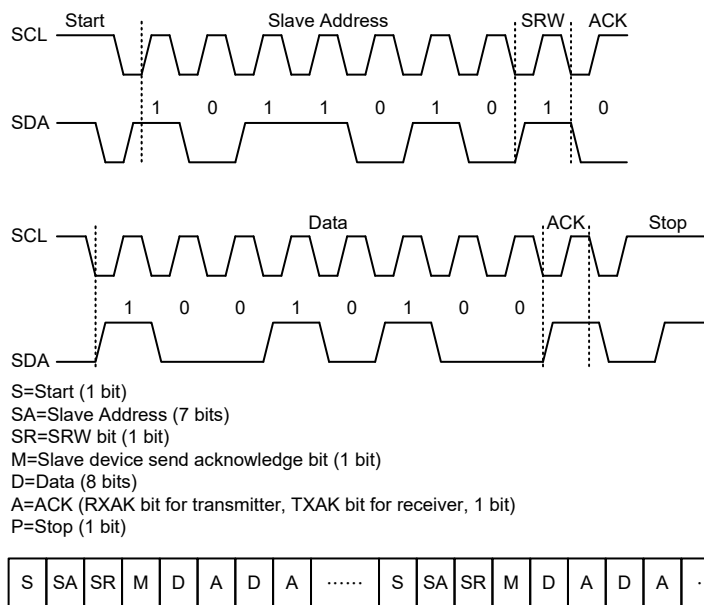 Start Slave Address SRW ACK
SCL
1 0 1 1 0 1 0 1 0
SDA
Data ACK Stop
SCL
1 0 0 1 0 1 0 0
SDA
S=Start (1 bit)
SA=Slave Address (7 bits)
SR=SRW bit (1 bit)
M=Slave device send acknowledge bit (1 bit)
D=Data (8 bits)
A=ACK (RXAK bit for transmitter, TXAK bit for receiver, 1 bit)
P=Stop (1 bit)
S SA SR M D A D A ...... S SA SR M D A D A